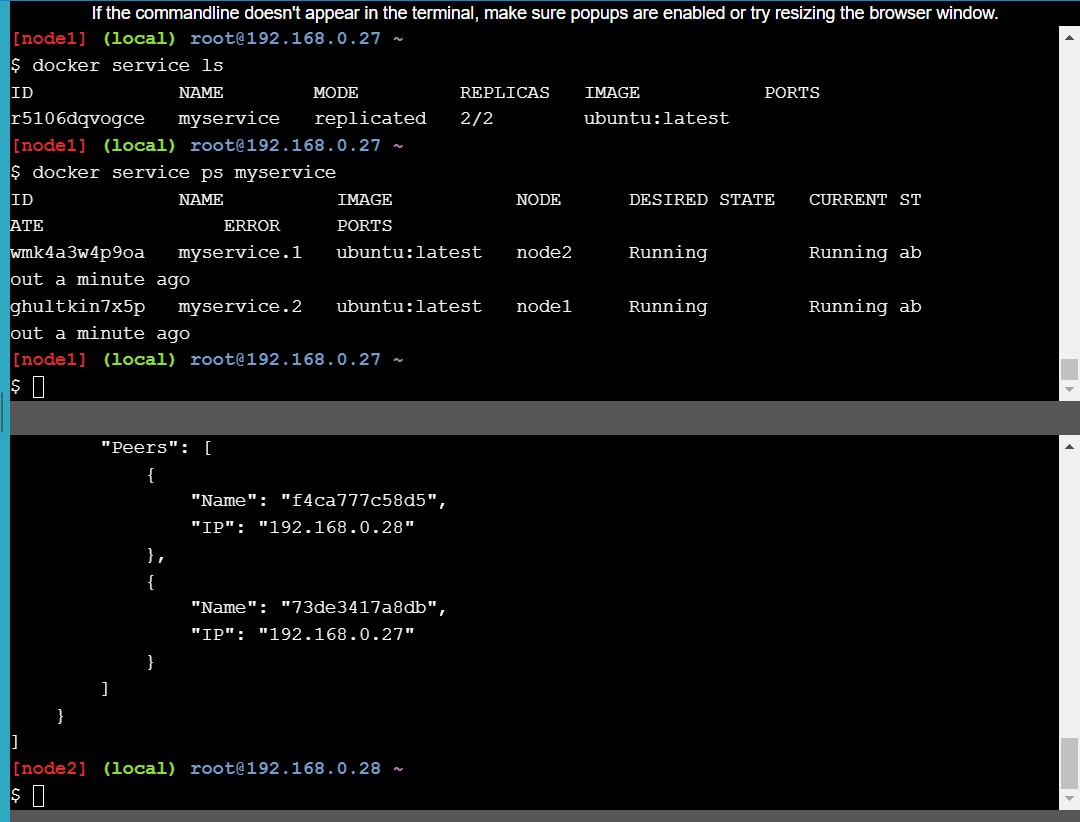 If the commandline doesn't appear in the terminal, make sure popups are enabled or try resizing the browser window.
[node1] (local) root@192.168.0.27 ~
$ docker service ls
ID             NAME        MODE         REPLICAS   IMAGE           PORTS
r5106dqvogce   myservice   replicated   2/2        ubuntu:latest
[node1] (local) root@192.168.0.27 ~
$ docker service ps myservice
ID             NAME          IMAGE           NODE      DESIRED STATE   CURRENT ST
ATE                ERROR     PORTS
wmk4a3w4p9oa   myservice.1   ubuntu:latest   node2     Running         Running ab
out a minute ago
ghultkin7x5p   myservice.2   ubuntu:latest   node1     Running         Running ab
out a minute ago
[node1] (local) root@192.168.0.27 ~
$
        "Peers": [
            {
                "Name": "f4ca777c58d5",
                "IP": "192.168.0.28"
            },
            {
                "Name": "73de3417a8db",
                "IP": "192.168.0.27"
            }
        ]
    }
]
[node2] (local) root@192.168.0.28 ~
$